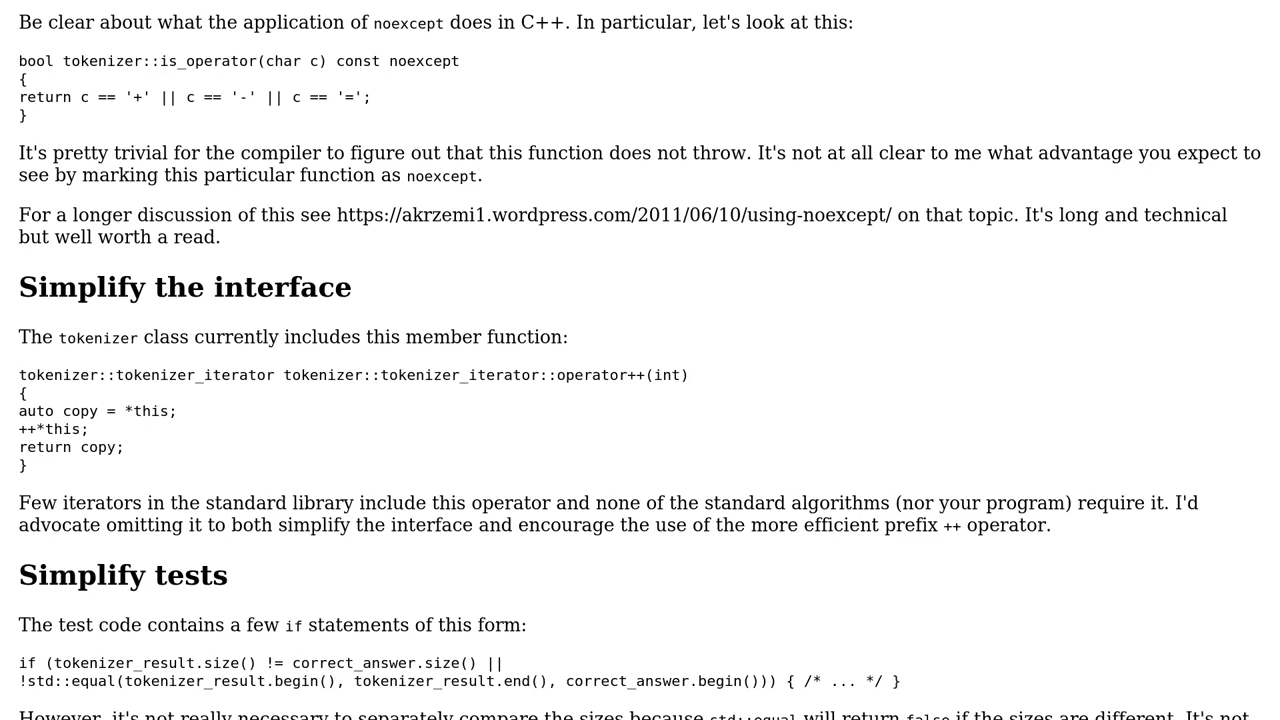 Be clear about what the application of noexcept does in C++. In particular, let's look at this:
bool tokenizer::is_operator(char c) const noexcept
{
return c == '+' || c == '-' || c == '=';
}
It's pretty trivial for the compiler to figure out that this function does not throw. It's not at all clear to me what advantage you expect to
see by marking this particular function as noexcept.
For a longer discussion of this see https://akrzemi1.wordpress.com/2011/06/10/using-noexcept/ on that topic. It's long and technical
but well worth a read.
Simplify the interface
The tokenizer class currently includes this member function:
tokenizer::tokenizer_iterator tokenizer::tokenizer_iterator::operator++(int)
{
auto copy = *this;
++*this;
return copy;
}
Few iterators in the standard library include this operator and none of the standard algorithms (nor your program) require it. I'd
advocate omitting it to both simplify the interface and encourage the use of the more efficient prefix ++ operator.
Simplify tests
The test code contains a few if statements of this form:
if (tokenizer_result.size() != correct_answer.size() ||
!std::equal(tokenizer_result.begin(), tokenizer_result.end(), correct_answer.begin())) { /* ... */ }
However, it's not really necessary to separately compare the sizes because std::equal will return false if the sizes are different. It's not